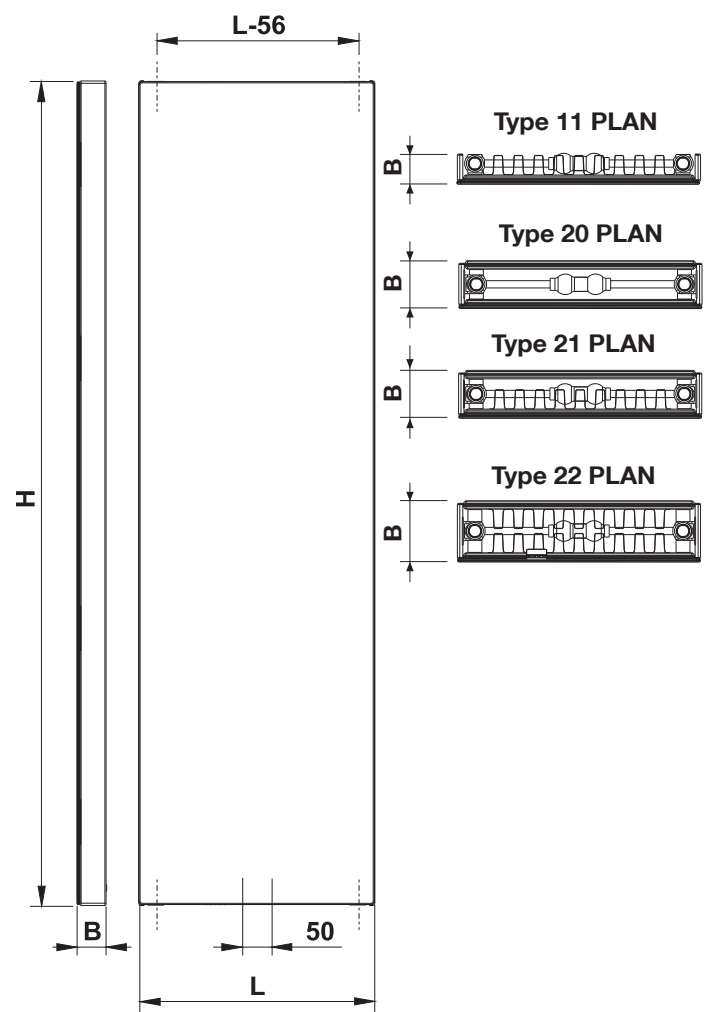 L-56
Type 11 PLAN
B
Type 20 PLAN
B
Type 21 PLAN
B
Type 22 PLAN
B
H
B
50
L